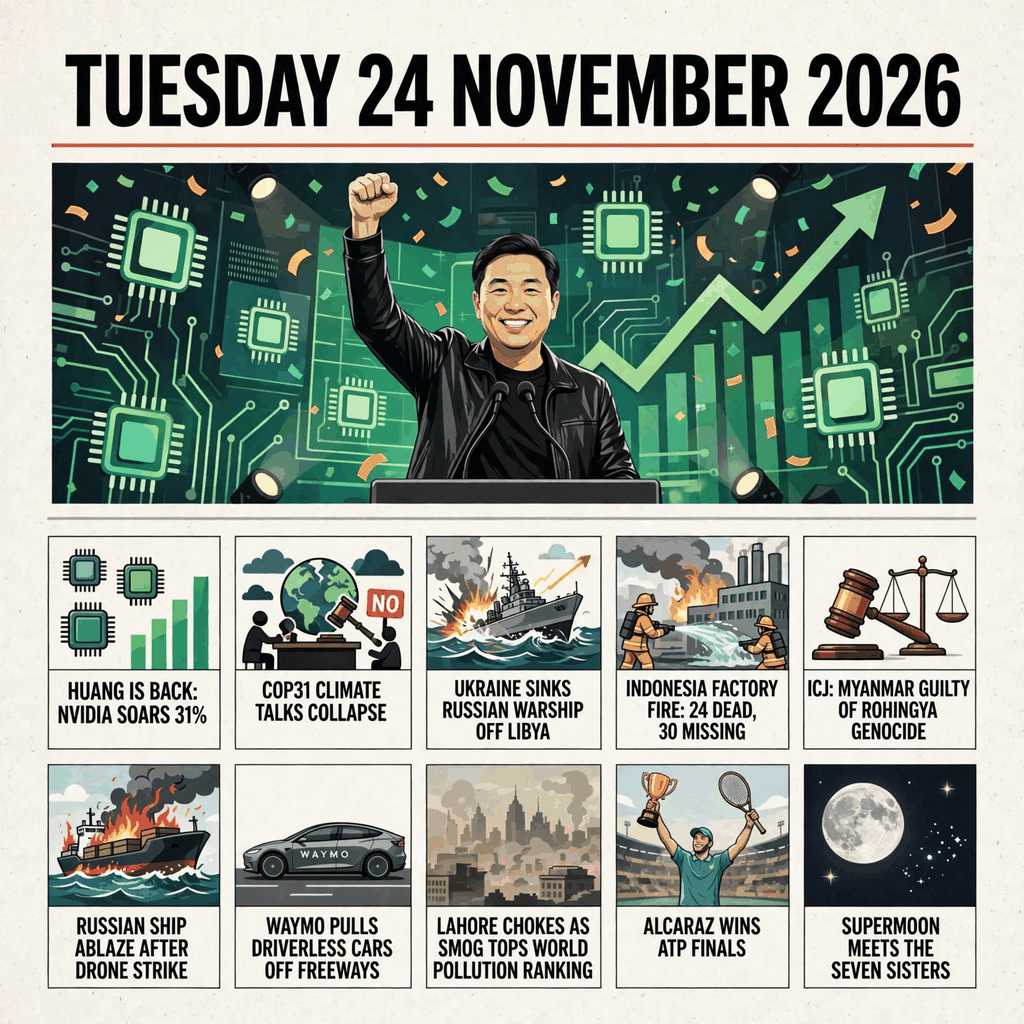 TUESDAY 24 NOVEMBER 2026
HUANG IS BACK:
NVIDIA SOARS 31%
NO
COP31 CLIMATE
TALKS COLLAPSE
UKRAINE SINKS
RUSSIAN WARSHIP
OFF LIBYA
INDONESIA FACTORY
FIRE: 24 DEAD,
30 MISSING
ICJ: MYANMAR GUILTY
OF ROHINGYA
GENOCIDE
RUSSIAN SHIP
ABLAZE AFTER
DRONE STRIKE
WAYMO
WAYMO PULLS
DRIVERLESS CARS
OFF FREEWAYS
LAHORE CHOKES AS
SMOG TOPS WORLD
POLLUTION RANKING
ALCARAZ WINS
ATP FINALS
SUPERMOON
MEETS THE
SEVEN SISTERS